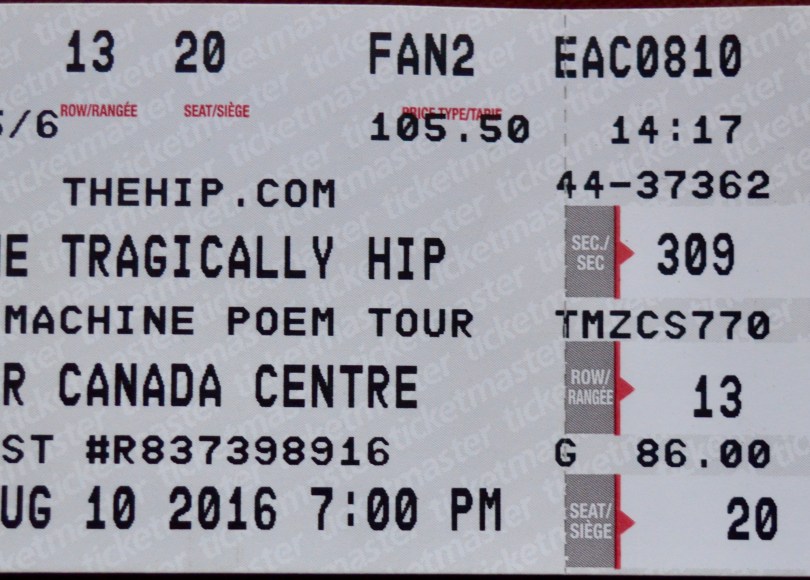 13 20 FAN2 EAC0810
ROW/RANGÉE SEAT/SIÈGE PRICE TYPE/TARIF
/6 105.50 14:17
THEHIP.COM 44-37362
E TRAGICALLY HIP SEC./SEC 309
MACHINE POEM TOUR TMZCS770
R CANADA CENTRE ROW/RANGÉE 13
ST #R837398916 G 86.00
UG 10 2016 7:00 PM SEAT/SIÈGE 20